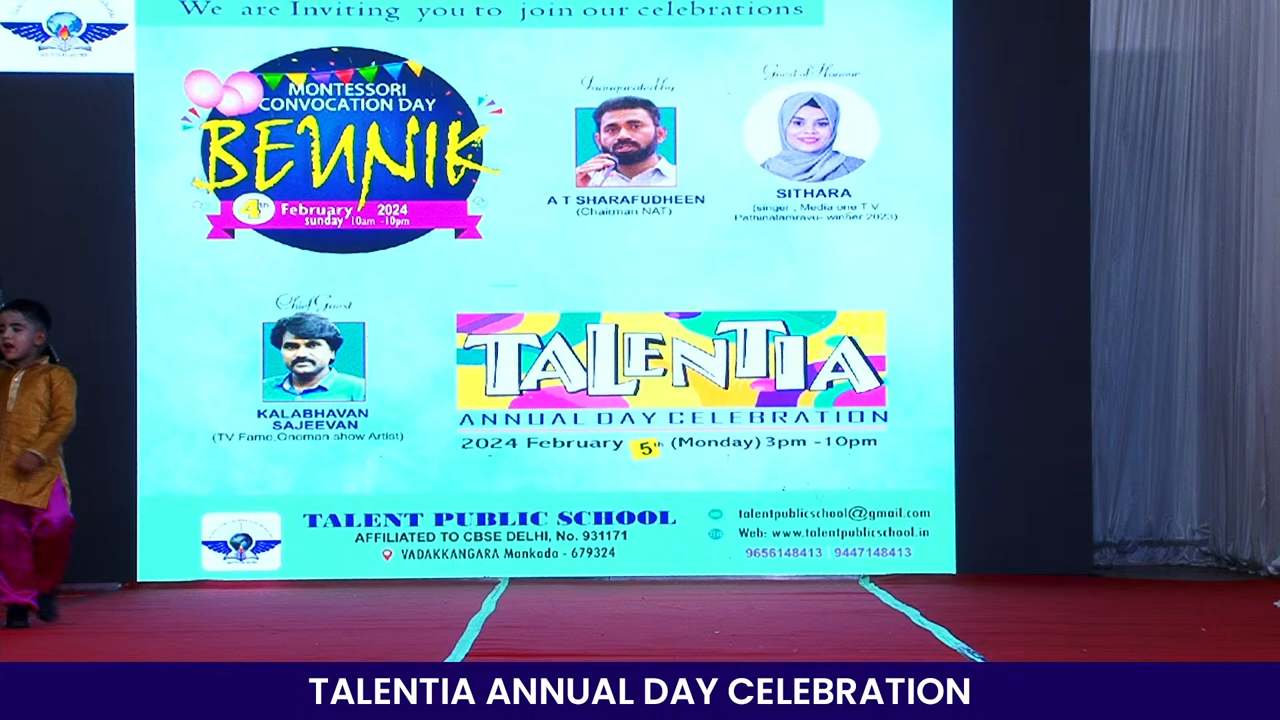 We are Inviting you to join our celebrations
MONTESSORI
CONVOCATION DAY
BEUNIK
4th February 2024
sunday 10am -10pm
Inaugurated by
A T SHARAFUDHEEN
(Chairman NAT)
Guest of Honour
SITHARA
(singer , Media one T V
Pathinalamravu- winner 2023)
Chief Guest
KALABHAVAN
SAJEEVAN
(TV Fame,Oneman show Artist)
TALENTIA
ANNUAL DAY CELEBRATION
2024 February 5th (Monday) 3pm -10pm
TALENT PUBLIC SCHOOL
AFFILIATED TO CBSE DELHI, No. 931171
VADAKKANGARA Mankada - 679324
talentpublicschool@gmail.com
Web: www.talentpublicschool.in
9656148413 9447148413
TALENTIA ANNUAL DAY CELEBRATION